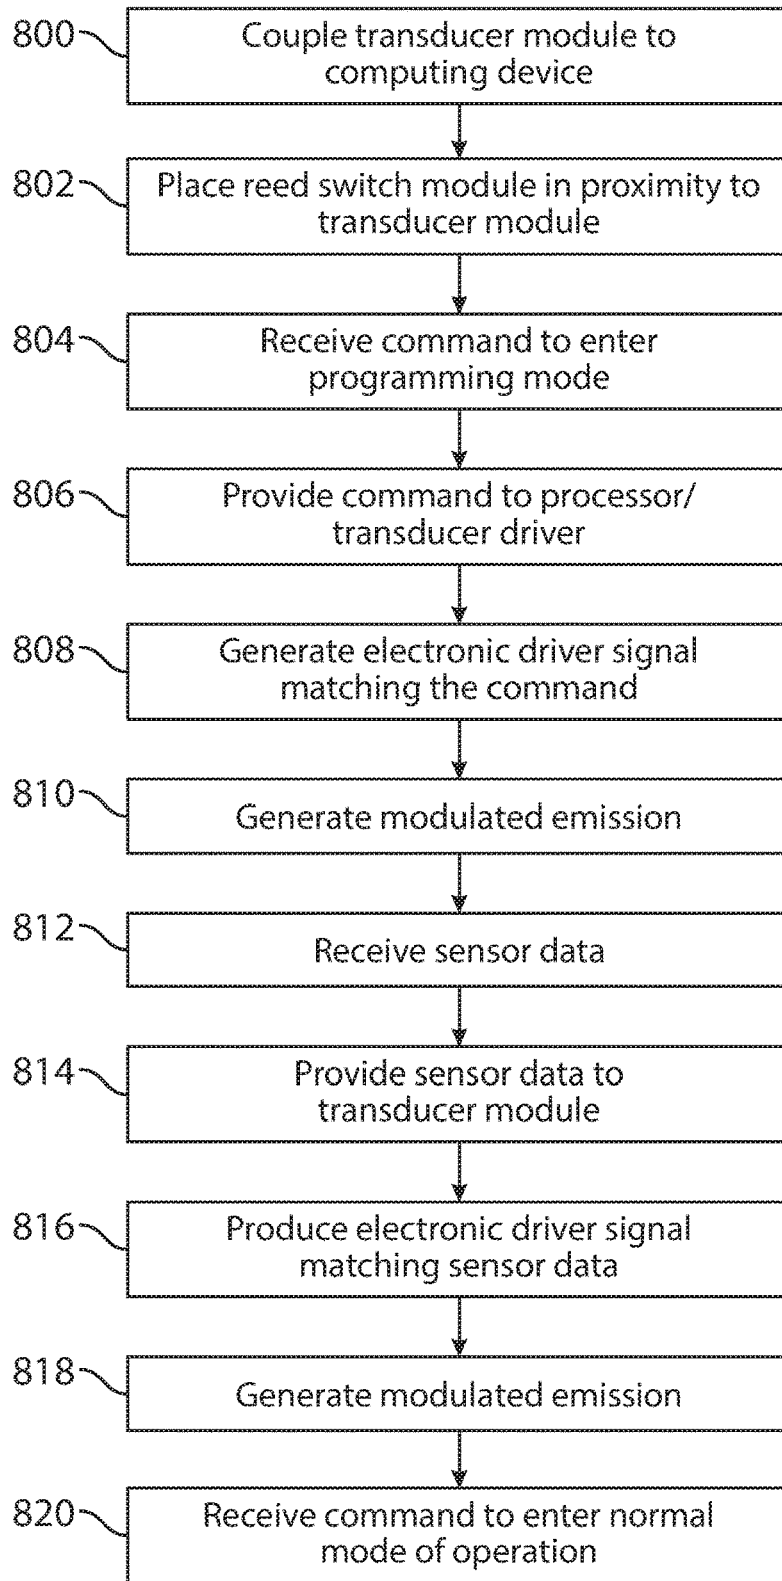 800
Couple transducer module to
computing device
802
Place reed switch module in proximity to
transducer module
804
Receive command to enter
programming mode
806
Provide command to processor/
transducer driver
808
Generate electronic driver signal
matching the command
810
Generate modulated emission
812
Receive sensor data
814
Provide sensor data to
transducer module
816
Produce electronic driver signal
matching sensor data
818
Generate modulated emission
820
Receive command to enter normal
mode of operation